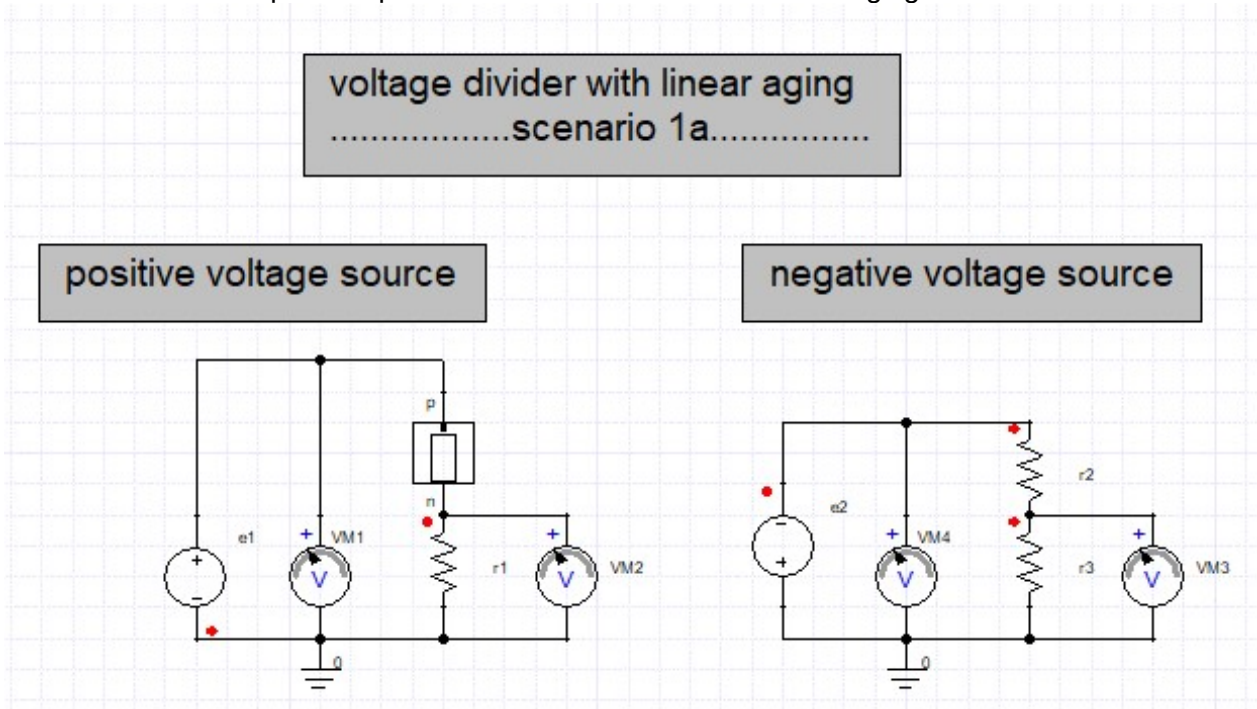 voltage divider with linear aging
..................scenario 1a................
positive voltage source
negative voltage source
p
n
e1
+
VM1
V
r1
+
VM2
V
+
−
0
r2
e2
+
VM4
V
r3
+
VM3
V
−
+
0